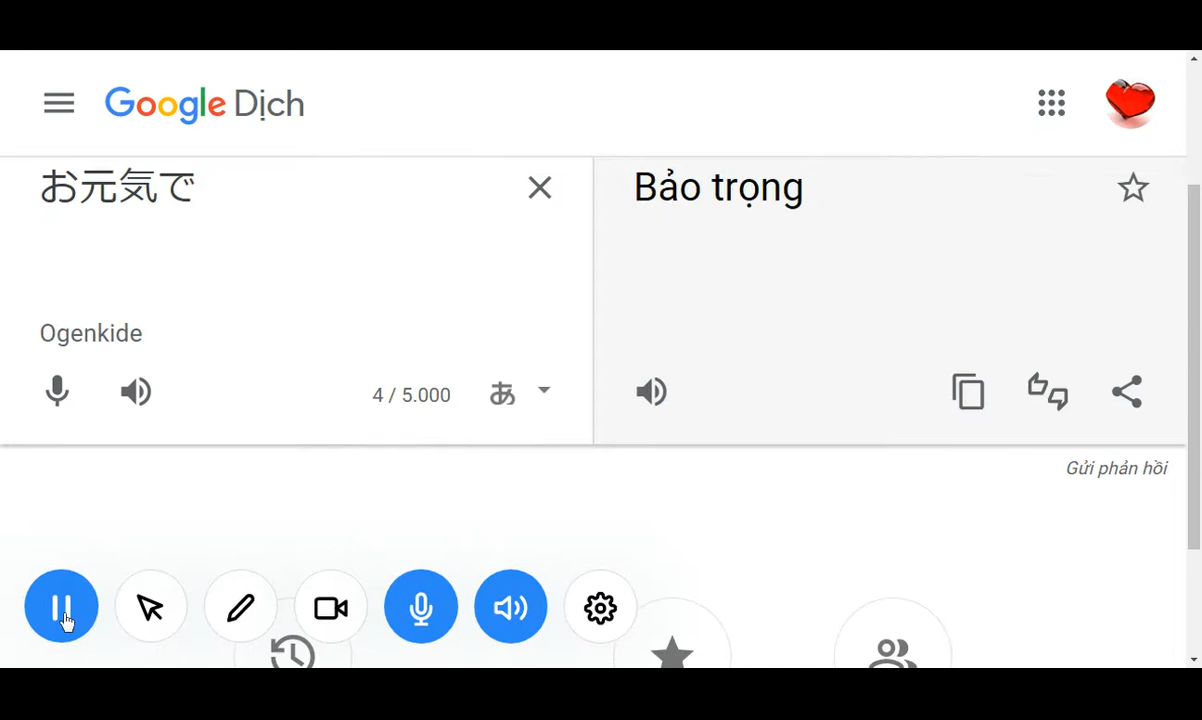 Google Dịch
お元気で
Bảo trọng
Ogenkide
4 / 5.000
あ
Gửi phản hồi